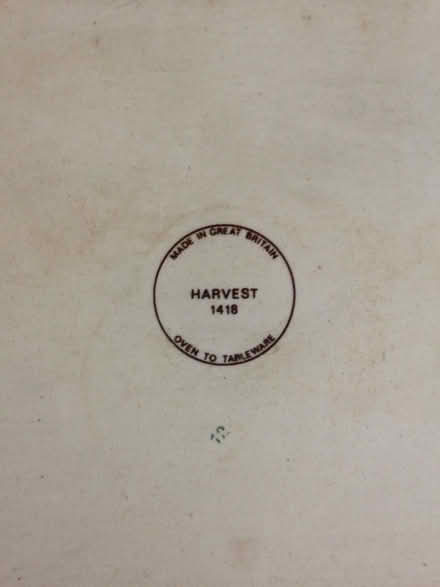 MADE IN GREAT BRITAIN
HARVEST
1418
OVEN TO TABLEWARE